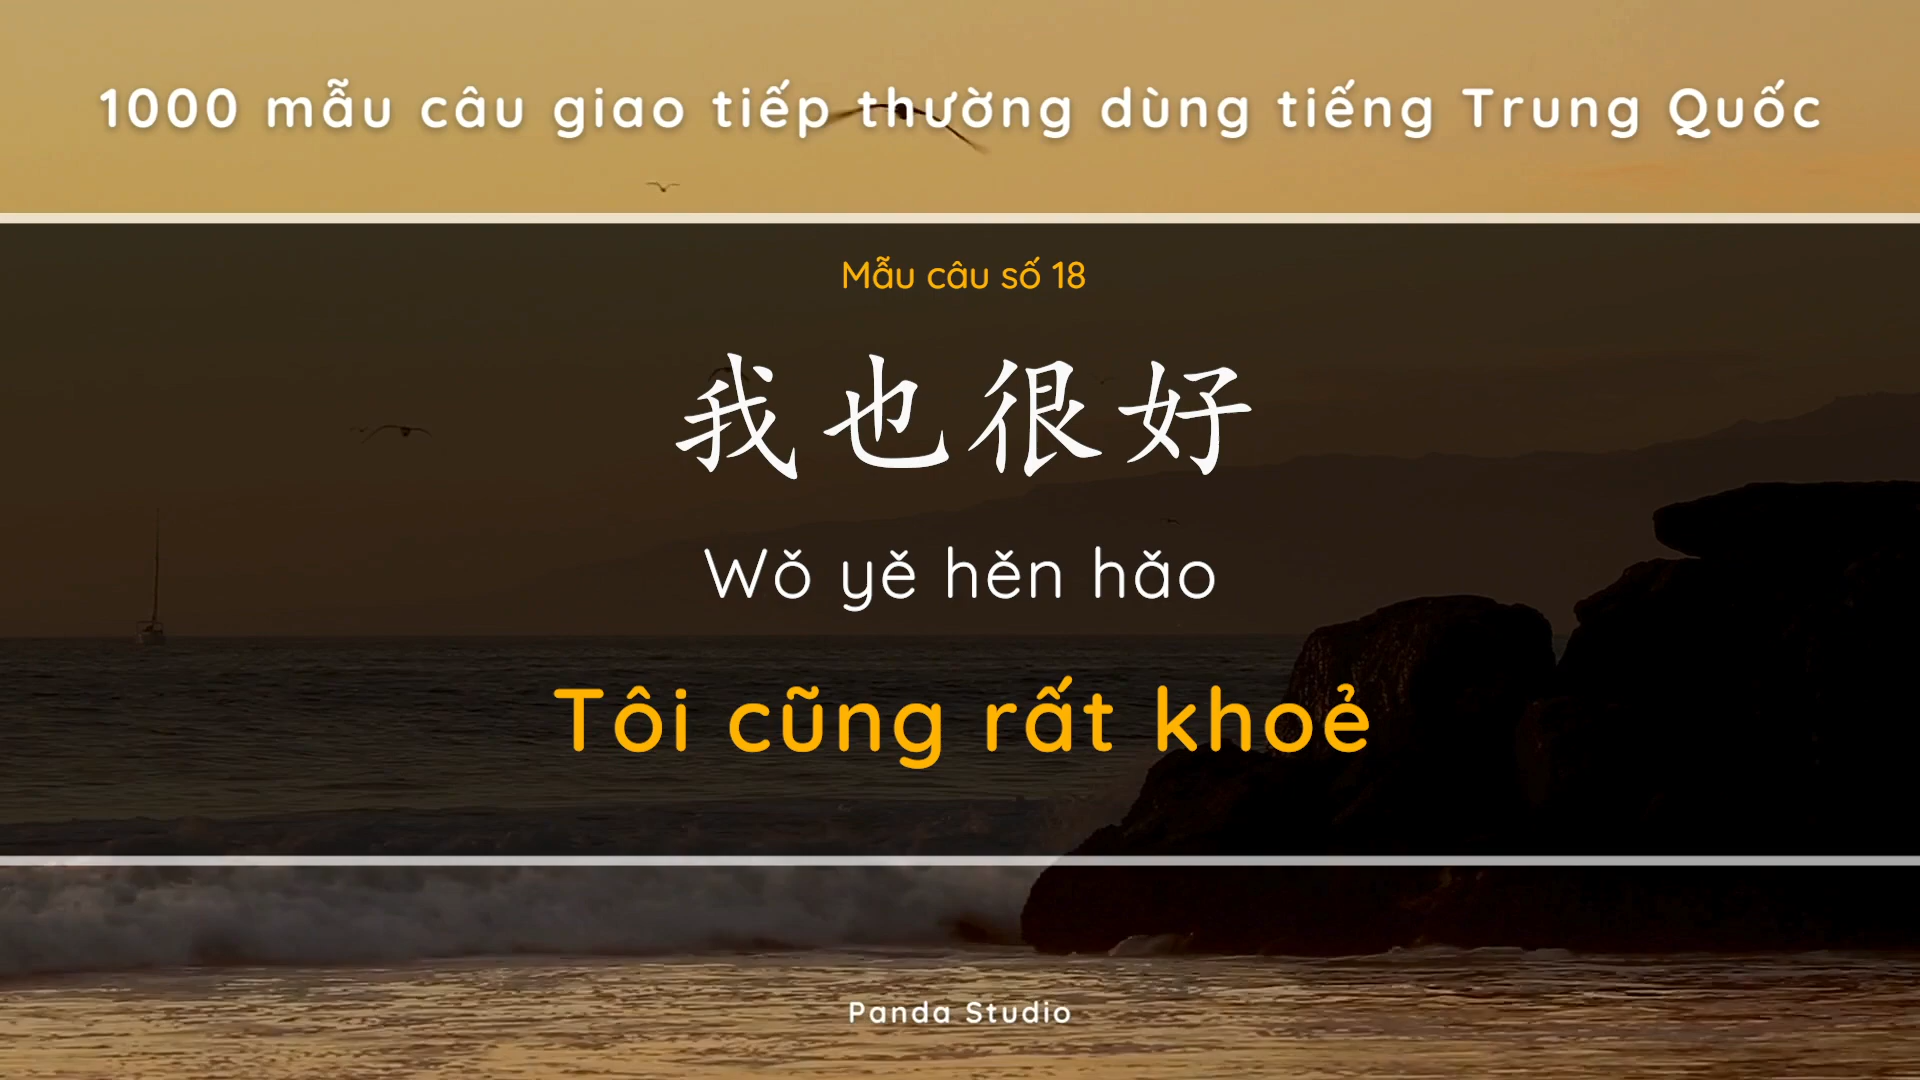 1000 mẫu câu giao tiếp thường dùng tiếng Trung Quốc
Mẫu câu số 18
我也很好
Wǒ yě hěn hǎo
Tôi cũng rất khoẻ
Panda Studio